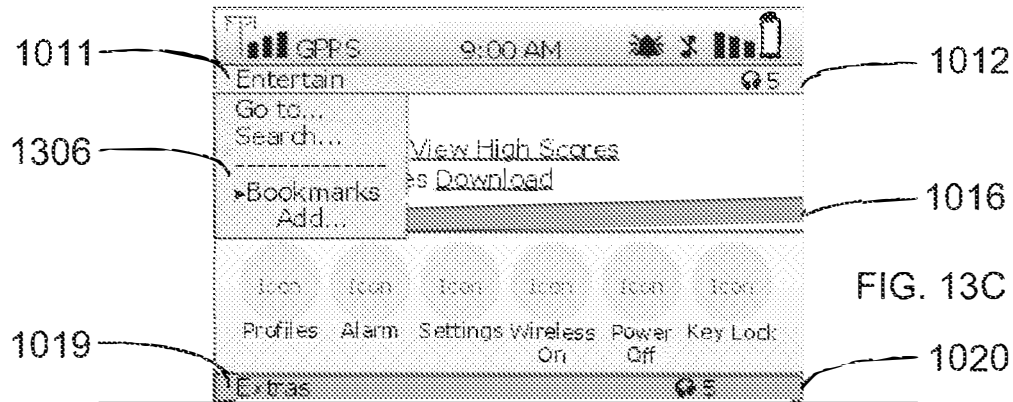 1011
GPRS 9:00 AM
Entertain 5
1012
Go to...
Search...
1306
View High Scores
es Download
Bookmarks
Add...
1016
Icon Icon Icon Icon Icon Icon
FIG. 13C
Profiles Alarm Settings Wireless On Power Off Key Lock
1019
Extras 5
1020